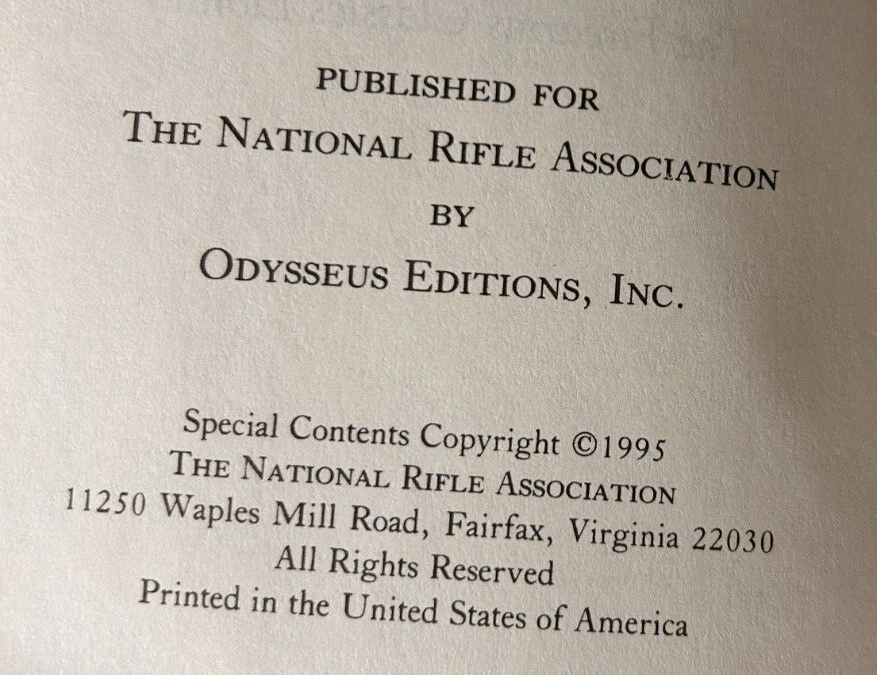 PUBLISHED FOR
THE NATIONAL RIFLE ASSOCIATION
BY
ODYSSEUS EDITIONS, INC.
Special Contents Copyright ©1995
THE NATIONAL RIFLE ASSOCIATION
11250 Waples Mill Road, Fairfax, Virginia 22030
All Rights Reserved
Printed in the United States of America